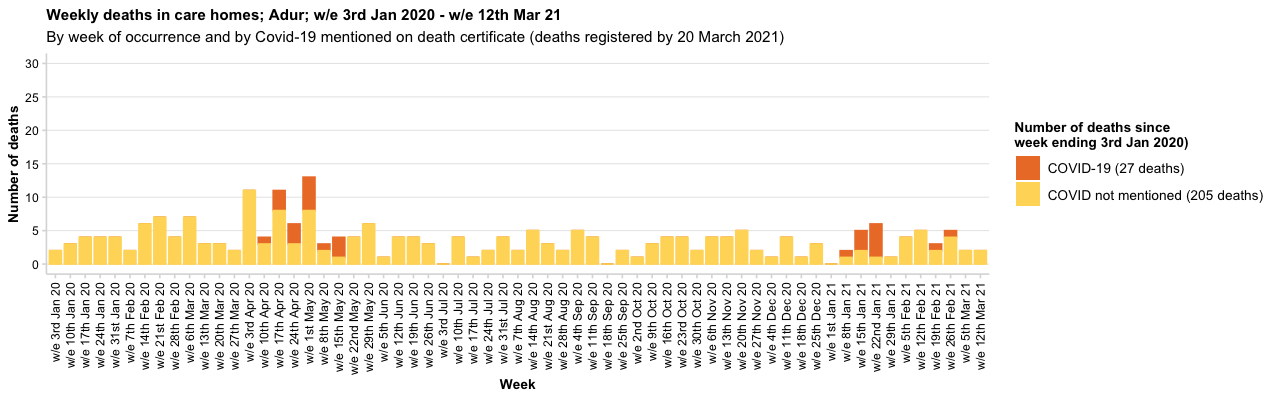 Weekly deaths in care homes; Adur; w/e 3rd Jan 2020 - w/e 12th Mar 21
By week of occurrence and by Covid-19 mentioned on death certificate (deaths registered by 20 March 2021)
Number of deaths
30
25
20
15
10
5
0
w/e 3rd Jan 20
w/e 10th Jan 20
w/e 17th Jan 20
w/e 24th Jan 20
w/e 31st Jan 20
w/e 7th Feb 20
w/e 14th Feb 20
w/e 21st Feb 20
w/e 28th Feb 20
w/e 6th Mar 20
w/e 13th Mar 20
w/e 20th Mar 20
w/e 27th Mar 20
w/e 3rd Apr 20
w/e 10th Apr 20
w/e 17th Apr 20
w/e 24th Apr 20
w/e 1st May 20
w/e 8th May 20
w/e 15th May 20
w/e 22nd May 20
w/e 29th May 20
w/e 5th Jun 20
w/e 12th Jun 20
w/e 19th Jun 20
w/e 26th Jun 20
w/e 3rd Jul 20
w/e 10th Jul 20
w/e 17th Jul 20
w/e 24th Jul 20
w/e 31st Jul 20
w/e 7th Aug 20
w/e 14th Aug 20
w/e 21st Aug 20
w/e 28th Aug 20
w/e 4th Sep 20
w/e 11th Sep 20
w/e 18th Sep 20
w/e 25th Sep 20
w/e 2nd Oct 20
w/e 9th Oct 20
w/e 16th Oct 20
w/e 23rd Oct 20
w/e 30th Oct 20
w/e 6th Nov 20
w/e 13th Nov 20
w/e 20th Nov 20
w/e 27th Nov 20
w/e 4th Dec 20
w/e 11th Dec 20
w/e 18th Dec 20
w/e 25th Dec 20
w/e 1st Jan 21
w/e 8th Jan 21
w/e 15th Jan 21
w/e 22nd Jan 21
w/e 29th Jan 21
w/e 5th Feb 21
w/e 12th Feb 21
w/e 19th Feb 21
w/e 26th Feb 21
w/e 5th Mar 21
w/e 12th Mar 21
Week
Number of deaths since
week ending 3rd Jan 2020)
COVID-19 (27 deaths)
COVID not mentioned (205 deaths)